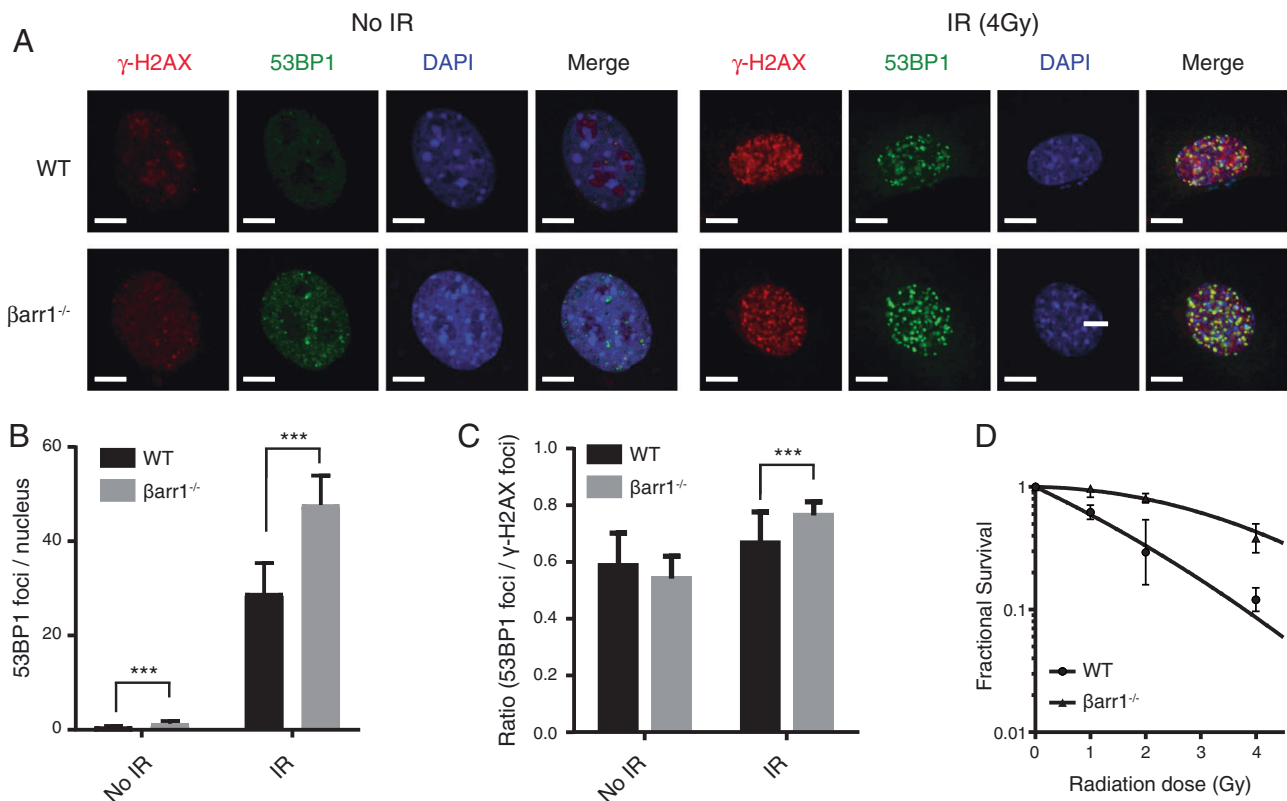 A
No IR
IR (4Gy)
γ-H2AX 53BP1 DAPI Merge γ-H2AX 53BP1 DAPI Merge
WT
βarr1-/-
B
53BP1 foci / nucleus
60
40
20
0
WT
βarr1-/-
***
***
No IR
IR
C
Ratio (53BP1 foci / γ-H2AX foci)
1.0
0.8
0.6
0.4
0.2
0.0
WT
βarr1-/-
***
No IR
IR
D
Fractional Survival
1
0.1
0.01
WT
βarr1-/-
0 1 2 3 4
Radiation dose (Gy)